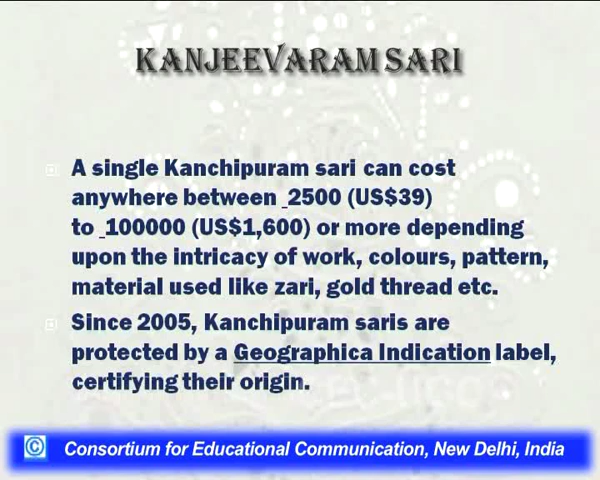 KANJEEVARAM SARI
A single Kanchipuram sari can cost
anywhere between _2500 (US$39)
to _100000 (US$1,600) or more depending
upon the intricacy of work, colours, pattern,
material used like zari, gold thread etc.
Since 2005, Kanchipuram saris are
protected by a Geographica Indication label,
certifying their origin.
© Consortium for Educational Communication, New Delhi, India